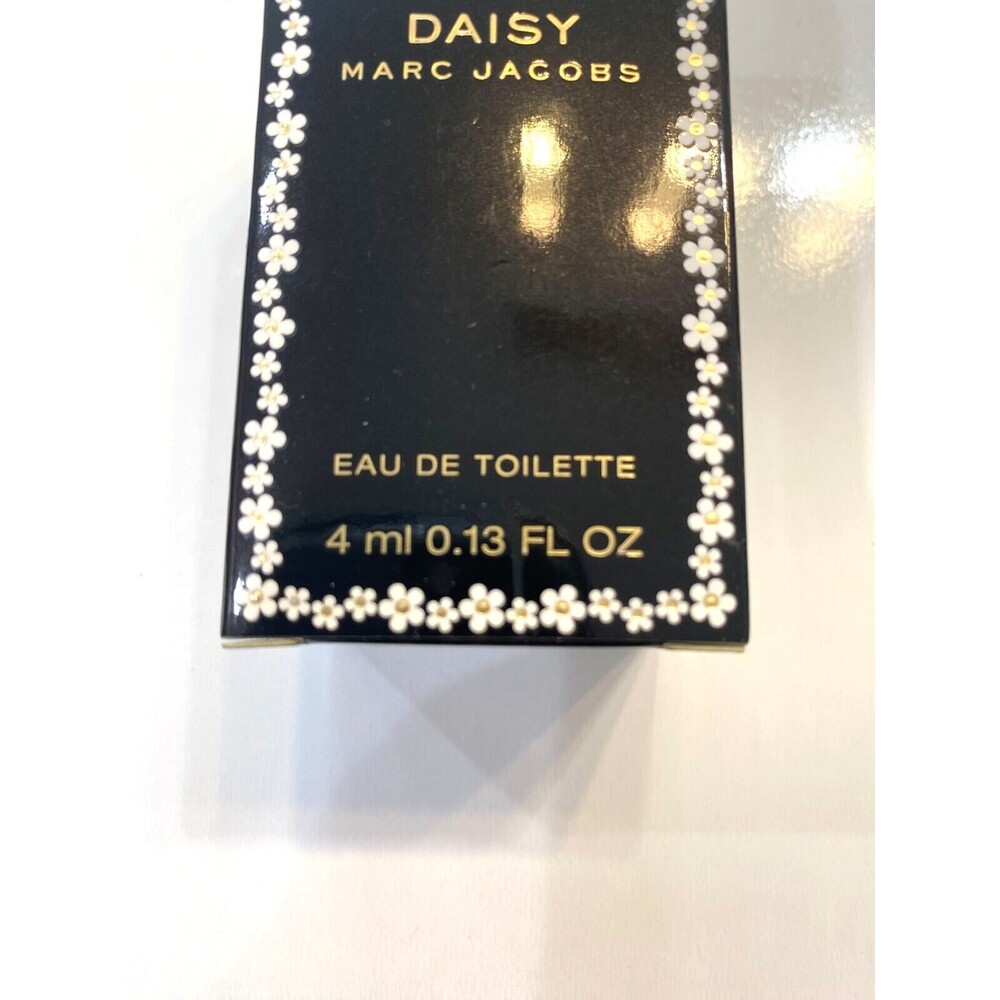 DAISY
MARC JACOBS
EAU DE TOILETTE
4 ml 0.13 FL OZ